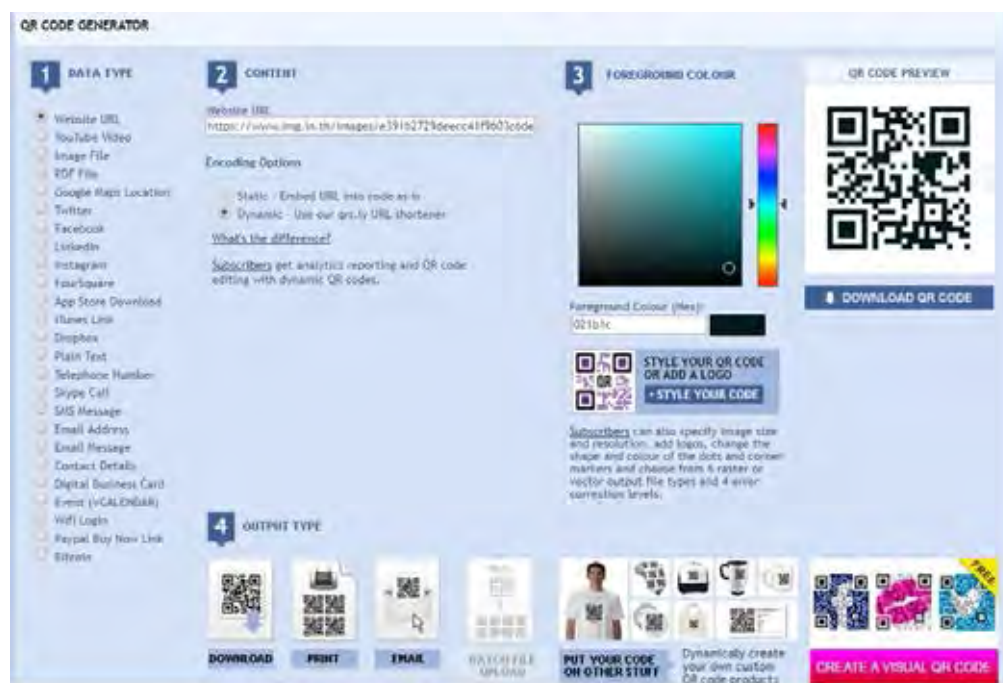 QR CODE GENERATOR
1 DATA TYPE
Website URL
YouTube Video
Image File
PDF File
Google Maps Location
Twitter
Facebook
LinkedIn
Instagram
FourSquare
App Store Download
iTunes Link
Dropbox
Plain Text
Telephone Number
Skype Call
SMS Message
Email Address
Email Message
Contact Details
Digital Business Card
Event (VCALENDAR)
Wifi Login
Paypal Buy Now Link
Bitcoin
2 CONTENT
Website URL
Encoding Options
Static - Embed URL into code as-is
Dynamic - Use our qrs.ly URL shortener
What's the difference?
Subscribers get analytics reporting and QR code
editing with dynamic QR codes.
3 FOREGROUND COLOUR
Foreground Colour (Hex):
021b1c
QR
STYLE YOUR QR CODE
OR ADD A LOGO
STYLE YOUR CODE
Subscribers can also specify image size
and resolution, add logos, change the
shape and colour of the dots and corner
markers and choose from 6 raster or
vector output file types and 4 error
correction levels.
QR CODE PREVIEW
DOWNLOAD QR CODE
4 OUTPUT TYPE
DOWNLOAD
PRINT
EMAIL
BATCH FILE
UPLOAD
PUT YOUR CODE
ON OTHER STUFF
Dynamicaly create
your own custom
QR code products
FREE
CREATE A VISUAL QR CODE